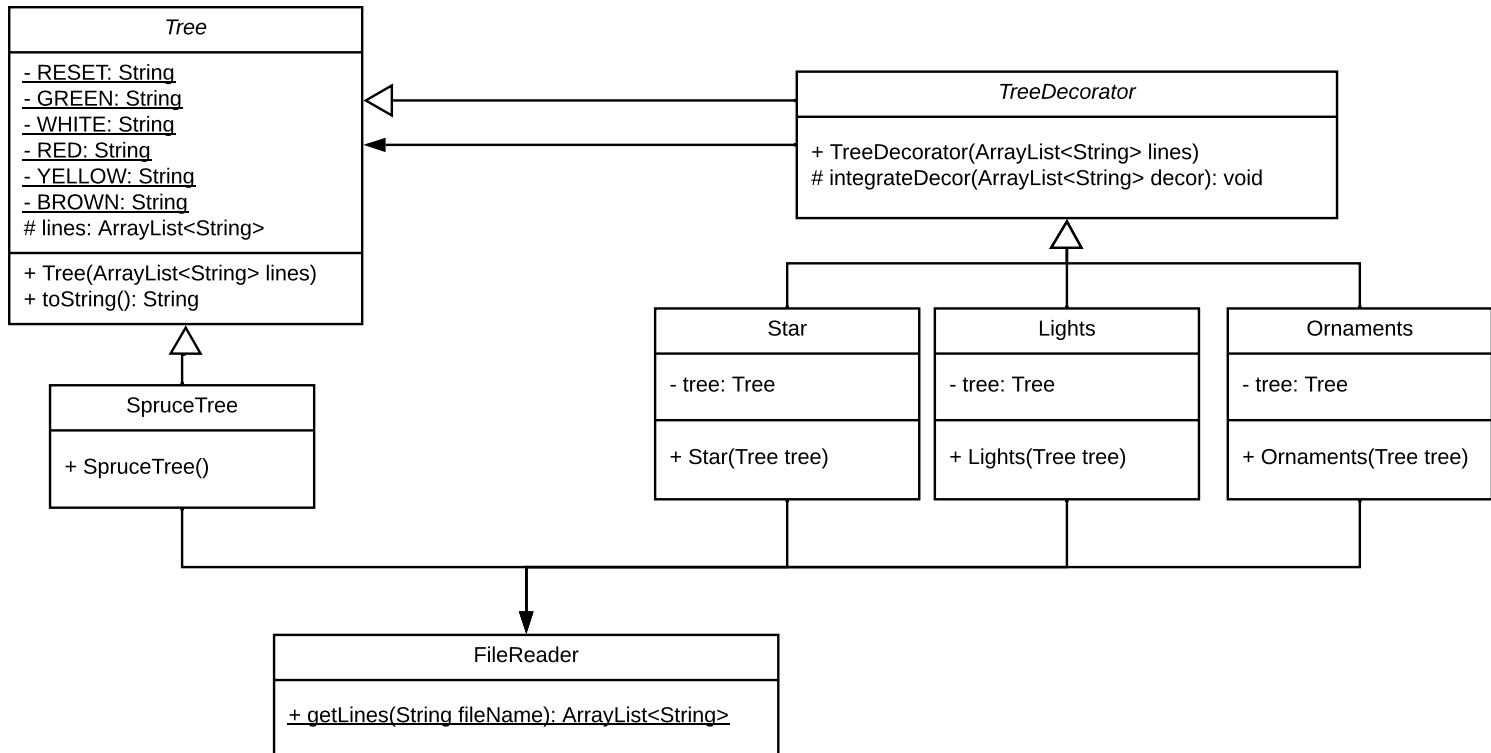 Tree
- RESET: String
- GREEN: String
- WHITE: String
- RED: String
- YELLOW: String
- BROWN: String
# lines: ArrayList<String>
+ Tree(ArrayList<String> lines)
+ toString(): String
TreeDecorator
+ TreeDecorator(ArrayList<String> lines)
# integrateDecor(ArrayList<String> decor): void
SpruceTree
+ SpruceTree()
Star
- tree: Tree
+ Star(Tree tree)
Lights
- tree: Tree
+ Lights(Tree tree)
Ornaments
- tree: Tree
+ Ornaments(Tree tree)
FileReader
+ getLines(String fileName): ArrayList<String>